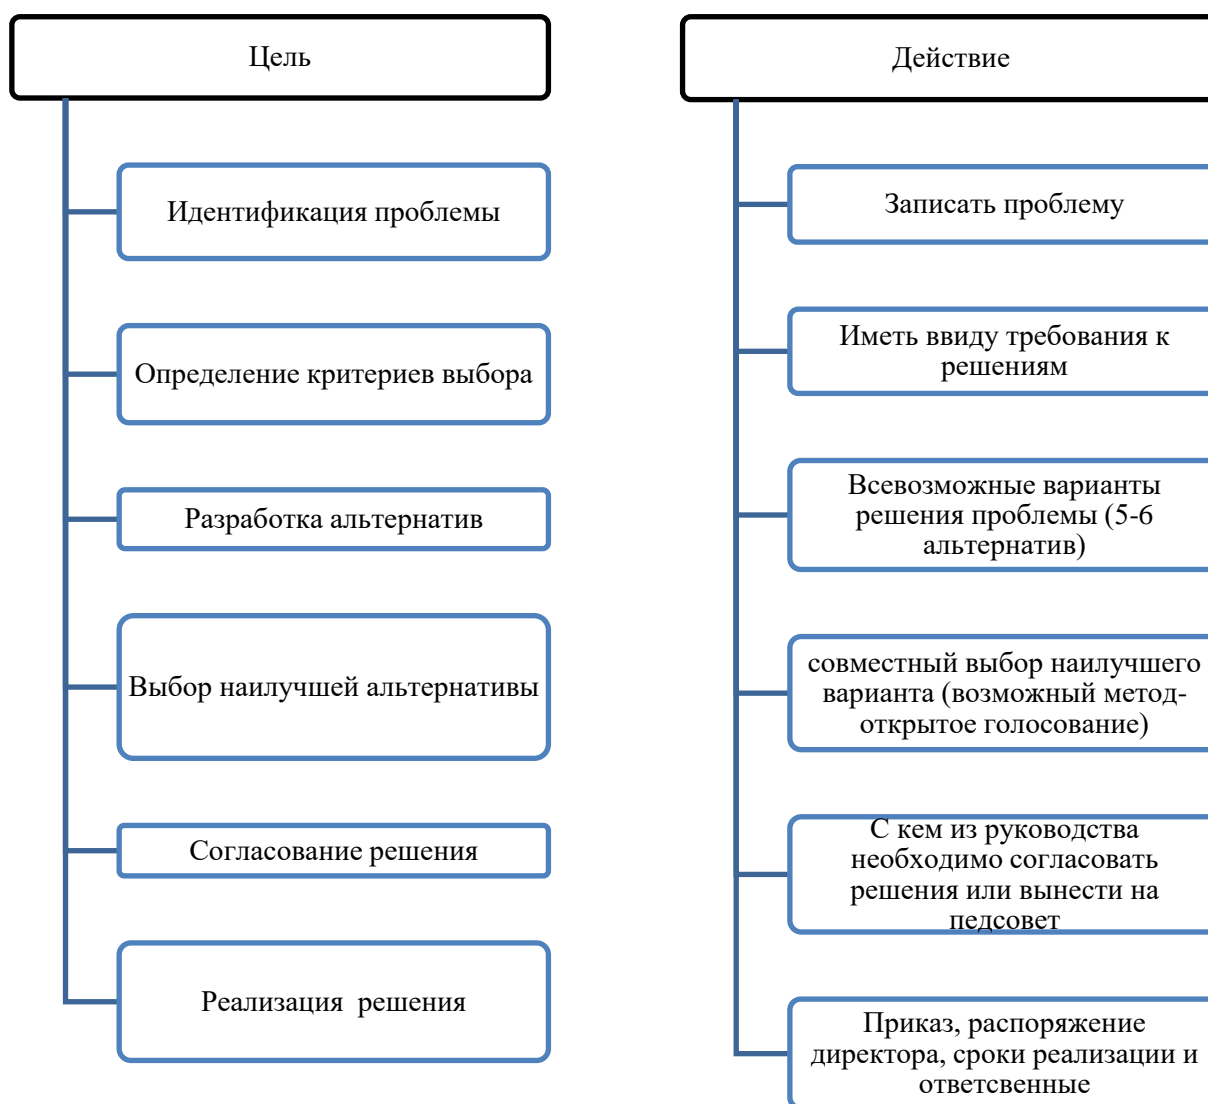 Цель
Идентификация проблемы
Определение критериев выбора
Разработка альтернатив
Выбор наилучшей альтернативы
Согласование решения
Реализация решения
Действие
Записать проблему
Иметь ввиду требования к
решениям
Всевозможные варианты
решения проблемы (5-6
альтернатив)
совместный выбор наилучшего
варианта (возможный метод-
открытое голосование)
С кем из руководства
необходимо согласовать
решения или вынести на
педсовет
Приказ, распоряжение
директора, сроки реализации и
ответсвенные